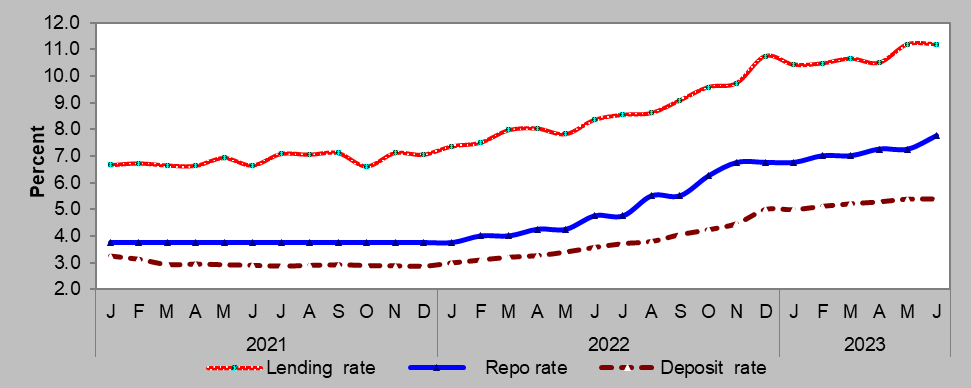 12.0
11.0
10.0
9.0
8.0
7.0
6.0
5.0
4.0
3.0
2.0
Percent
J F M A M J J A S O N D J F M A M J J A S O N D J F M A M J
2021 2022 2023
Lending rate Repo rate Deposit rate